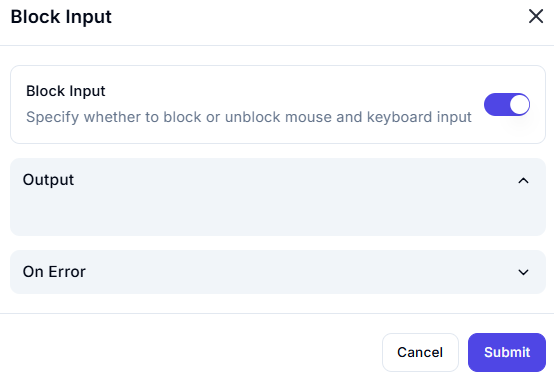 Block Input
Block Input
Specify whether to block or unblock mouse and keyboard input
Output
On Error
Cancel
Submit